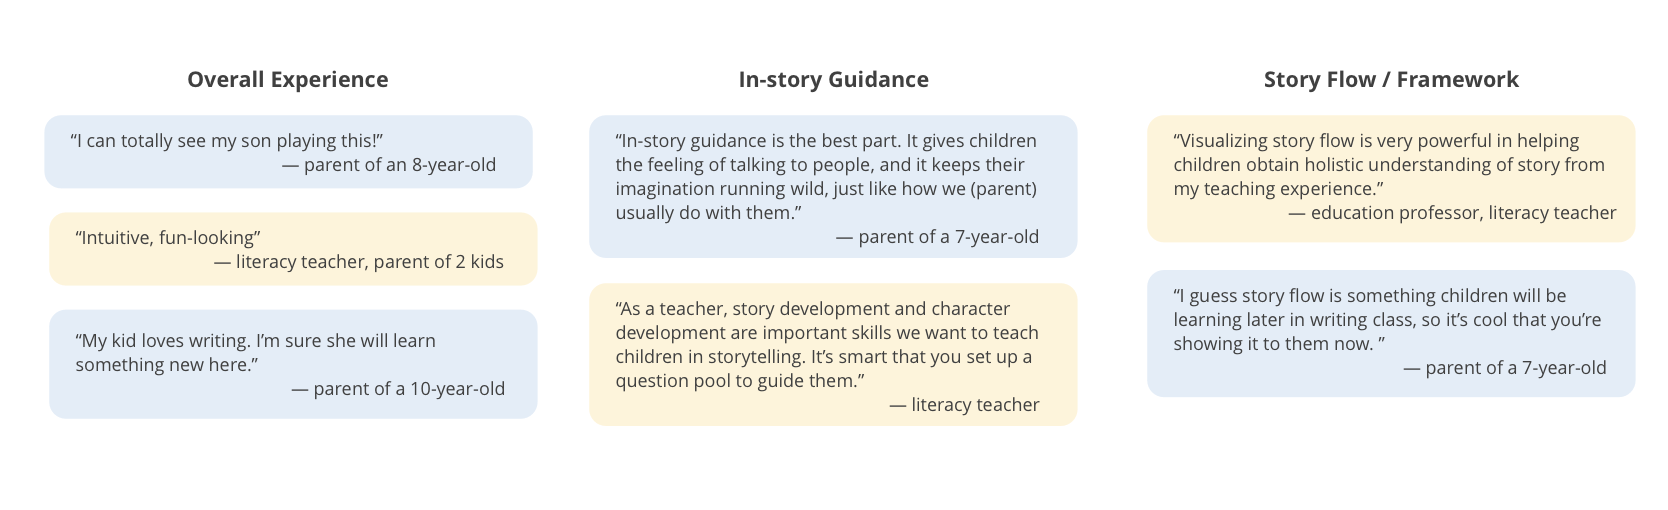 Overall Experience
“I can totally see my son playing this!”
— parent of an 8-year-old
“Intuitive, fun-looking”
— literacy teacher, parent of 2 kids
“My kid loves writing. I’m sure she will learn
something new here.”
— parent of a 10-year-old
In-story Guidance
“In-story guidance is the best part. It gives children
the feeling of talking to people, and it keeps their
imagination running wild, just like how we (parent)
usually do with them.”
— parent of a 7-year-old
“As a teacher, story development and character
development are important skills we want to teach
children in storytelling. It’s smart that you set up a
question pool to guide them.”
— literacy teacher
Story Flow / Framework
“Visualizing story flow is very powerful in helping
children obtain holistic understanding of story from
my teaching experience.”
— education professor, literacy teacher
“I guess story flow is something children will be
learning later in writing class, so it’s cool that you’re
showing it to them now. ”
— parent of a 7-year-old